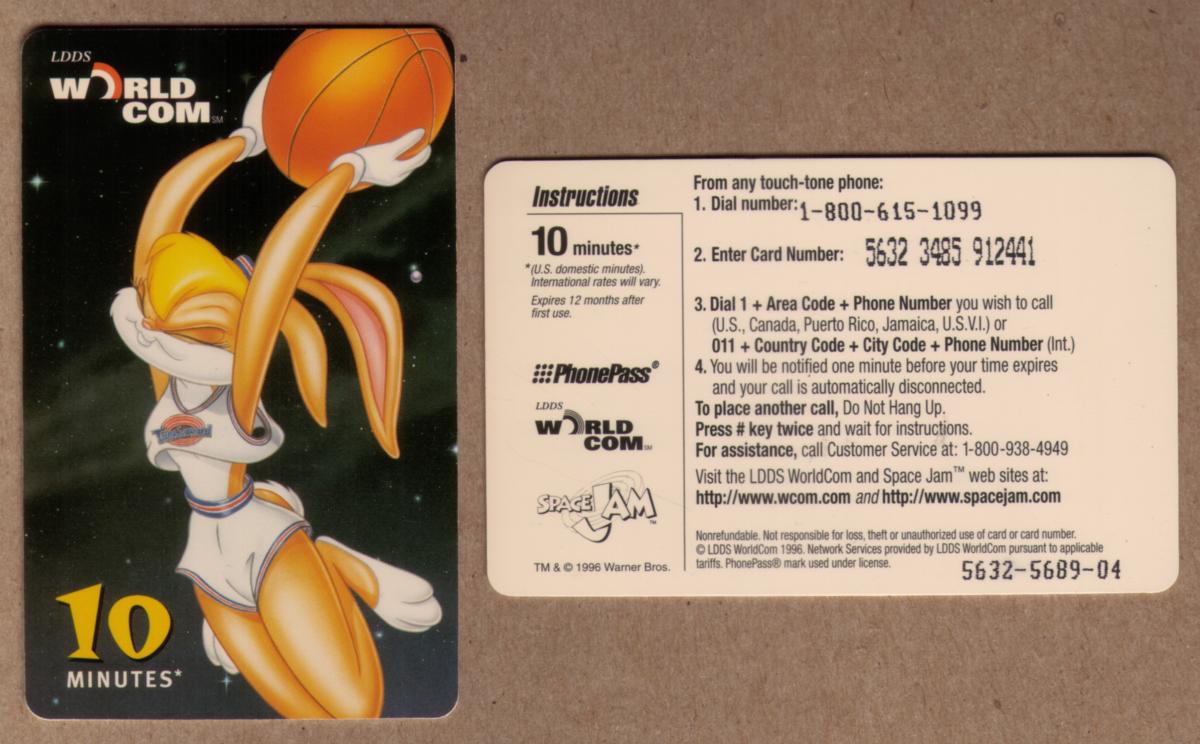 LDDS
WORLD
COM SM
Tune Squad
10
MINUTES*
Instructions
10 minutes*
*(U.S. domestic minutes).
International rates will vary.
Expires 12 months after
first use.
PhonePass®
LDDS
WORLD
COM SM
SPACE JAM™
TM & © 1996 Warner Bros.
From any touch-tone phone:
1. Dial number: 1-800-615-1099
2. Enter Card Number: 5632 3485 912441
3. Dial 1 + Area Code + Phone Number you wish to call
(U.S., Canada, Puerto Rico, Jamaica, U.S.V.I.) or
011 + Country Code + City Code + Phone Number (Int.)
4. You will be notified one minute before your time expires
and your call is automatically disconnected.
To place another call, Do Not Hang Up.
Press # key twice and wait for instructions.
For assistance, call Customer Service at: 1-800-938-4949
Visit the LDDS WorldCom and Space Jam™ web sites at:
http://www.wcom.com and http://www.spacejam.com
Nonrefundable. Not responsible for loss, theft or unauthorized use of card or card number.
© LDDS WorldCom 1996. Network Services provided by LDDS WorldCom pursuant to applicable
tariffs. PhonePass® mark used under license.
5632-5689-04